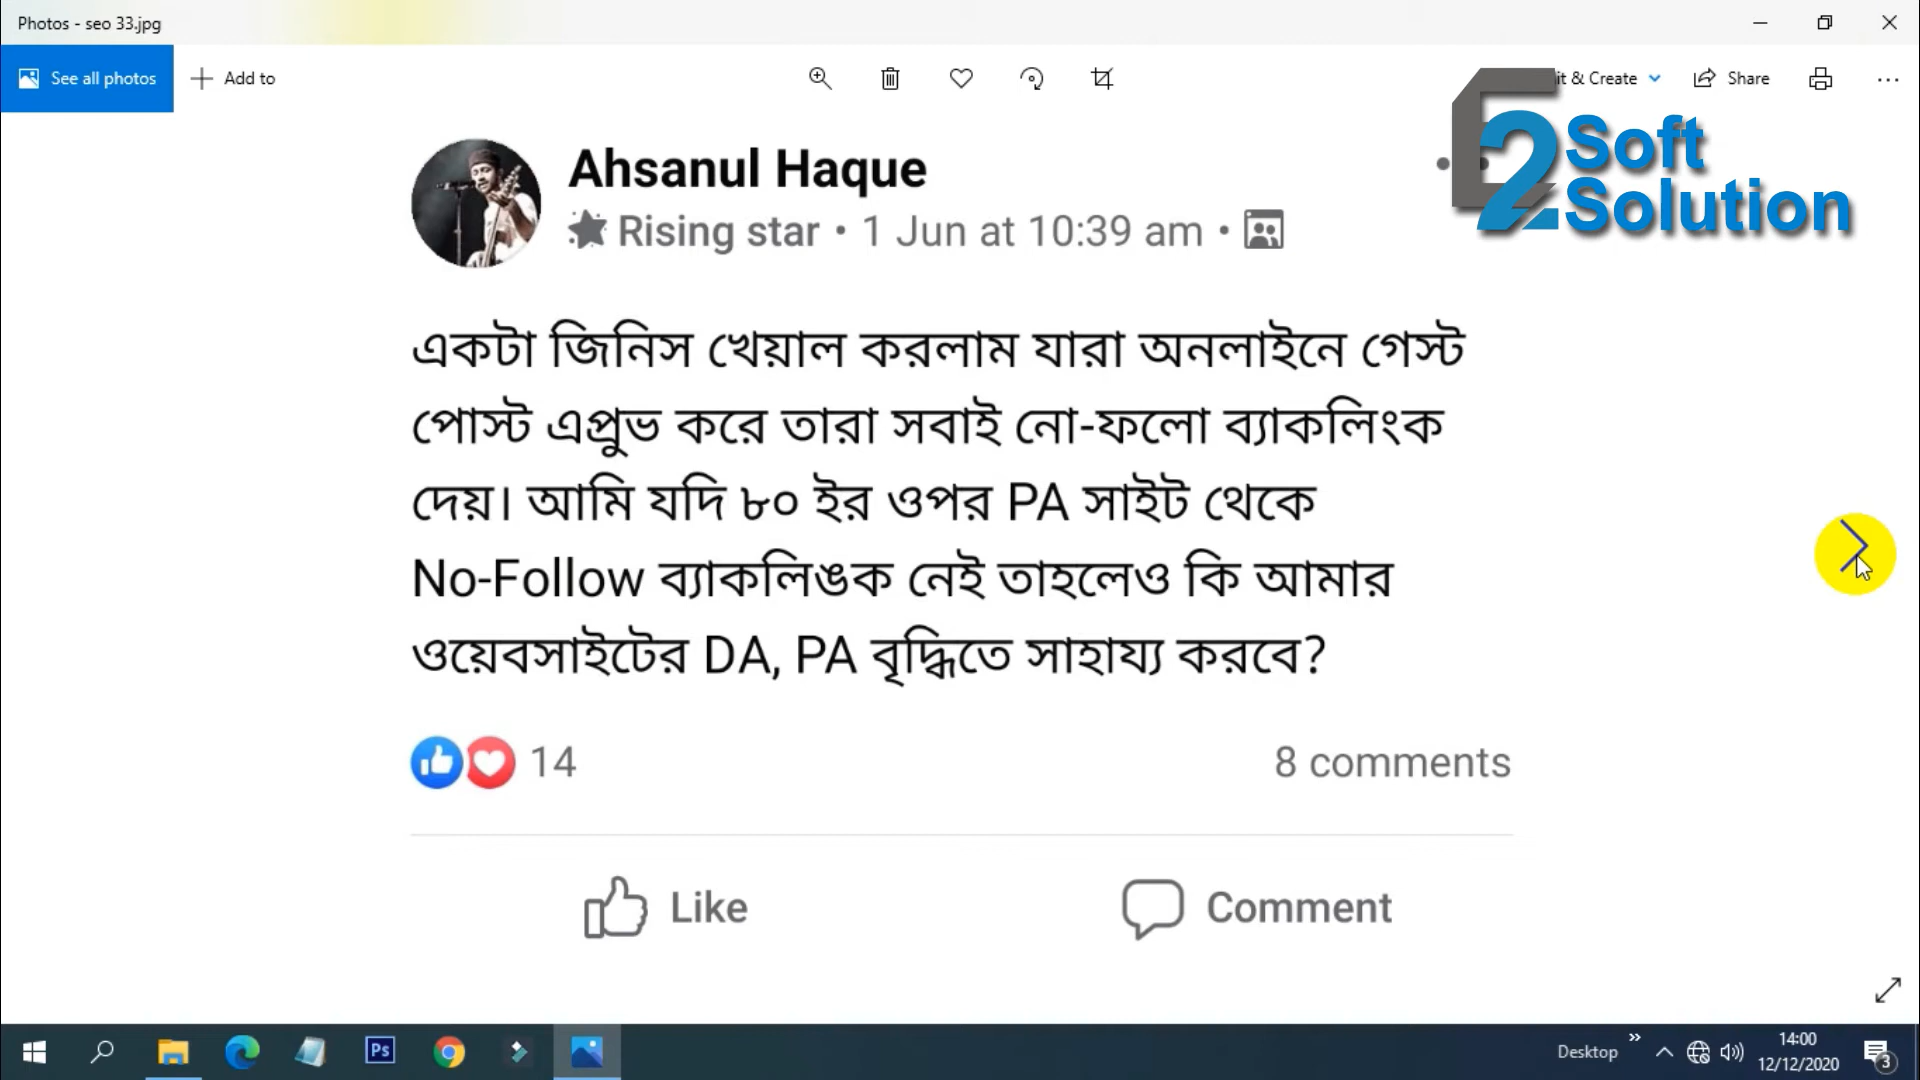 Photos - seo 33.jpg
See all photos
Add to
it & Create
Share
2 Soft
Solution
Ahsanul Haque
Rising star • 1 Jun at 10:39 am •
একটা জিনিস খেয়াল করলাম যারা অনলাইনে গেস্ট
পোস্ট এপ্রুভ করে তারা সবাই নো-ফলো ব্যাকলিংক
দেয়। আমি যদি ৮০ ইর ওপর PA সাইট থেকে
No-Follow ব্যাকলিঙক নেই তাহলেও কি আমার
ওয়েবসাইটের DA, PA বৃদ্ধিতে সাহায্য করবে?
14
8 comments
Like
Comment
Ps
Desktop
14:00
12/12/2020
3